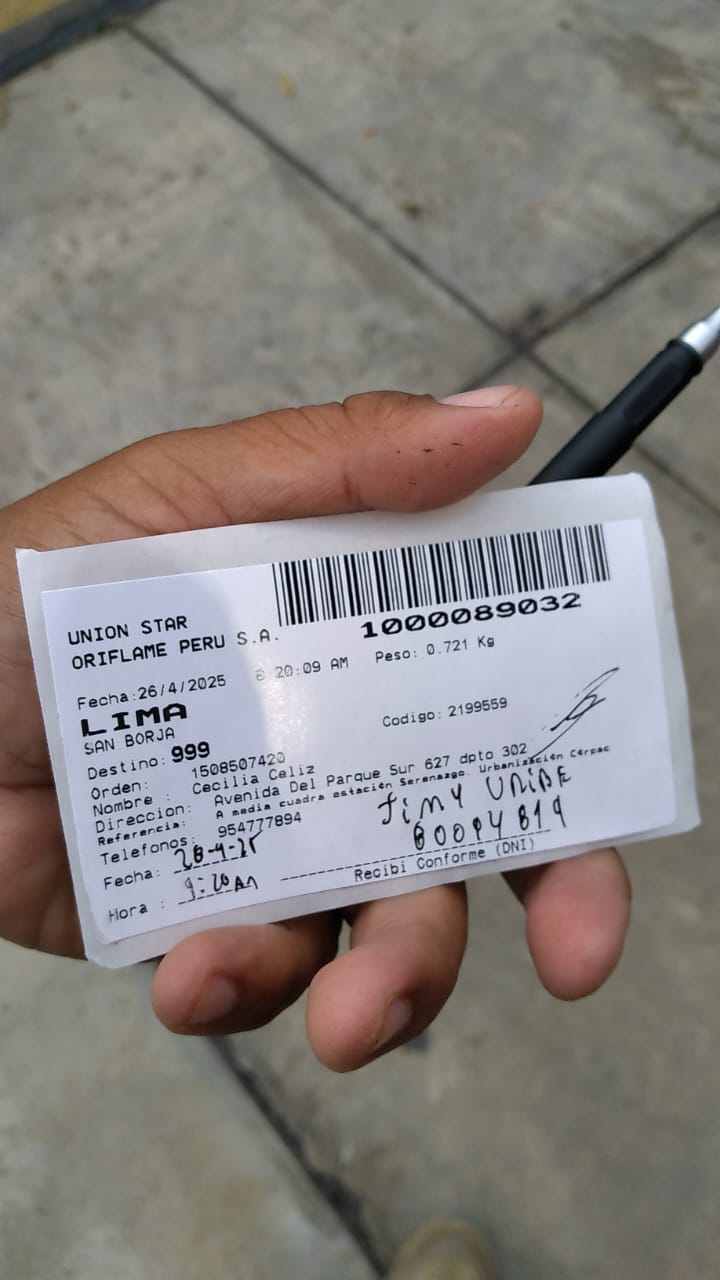 UNION STAR
ORIFLAME PERU S.A.
1000089032
Fecha:26/4/2025 8:20:09 AM Peso: 0.721 Kg
LIMA
SAN BORJA
Codigo: 2199559
Destino: 999
Orden: 1508507420
Nombre : Cecilia Celiz
Direccion: Avenida Del Parque Sur 627 dpto 302
Referencia: A media cuadra estación Serenazgo. Urbanización Córpac
Telefonos: 954777894
Jimy Uribe
Fecha: 28-4-25
Hora : 9:20 AM
Recibi Conforme (DNI)